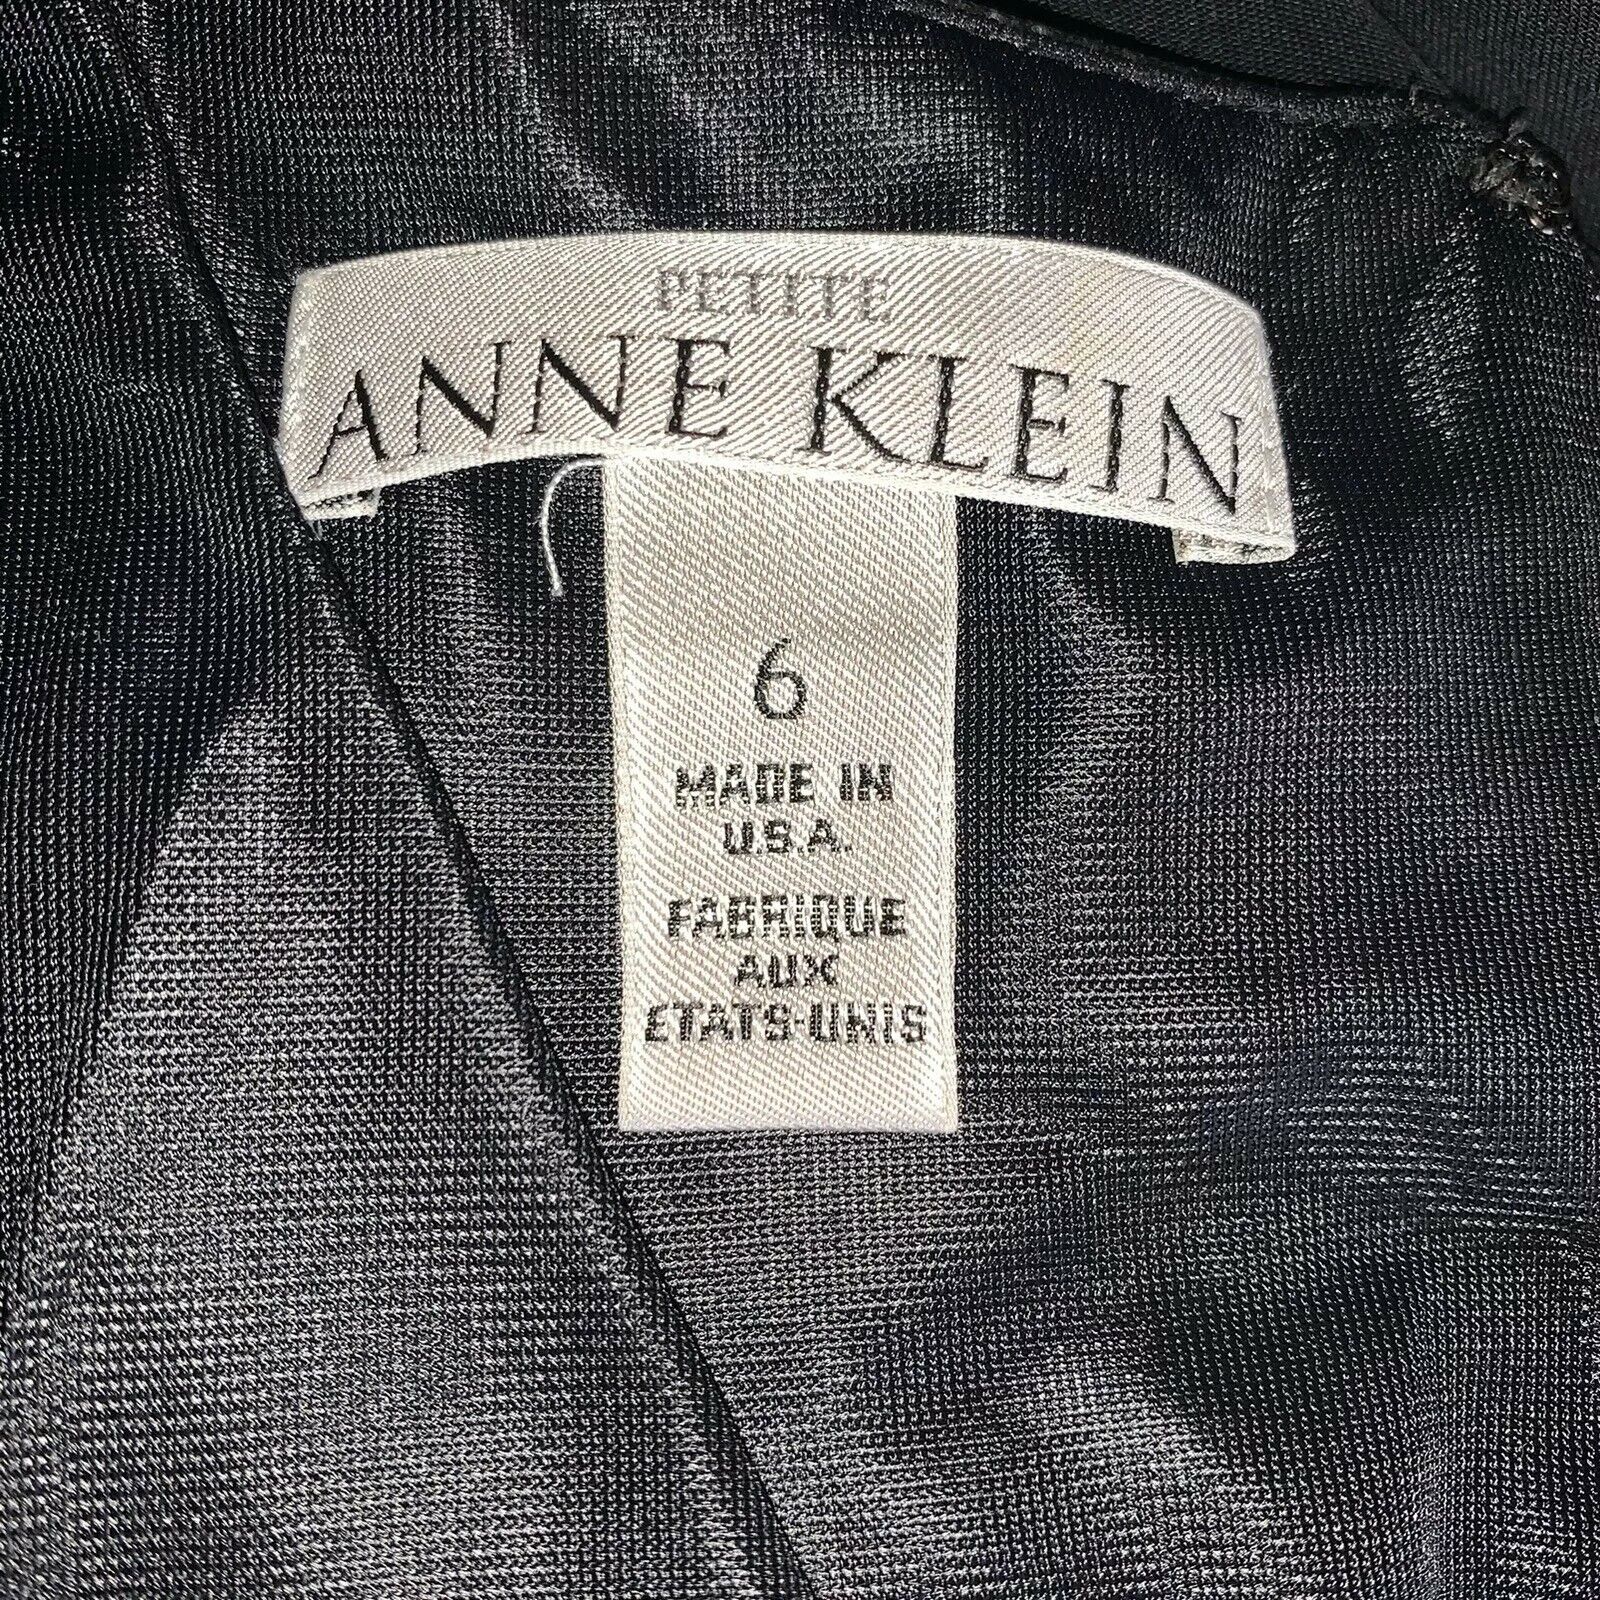 PETITE
ANNE KLEIN
6
MADE IN
U.S.A.
FABRIQUE
AUX
ETATS-UNIS